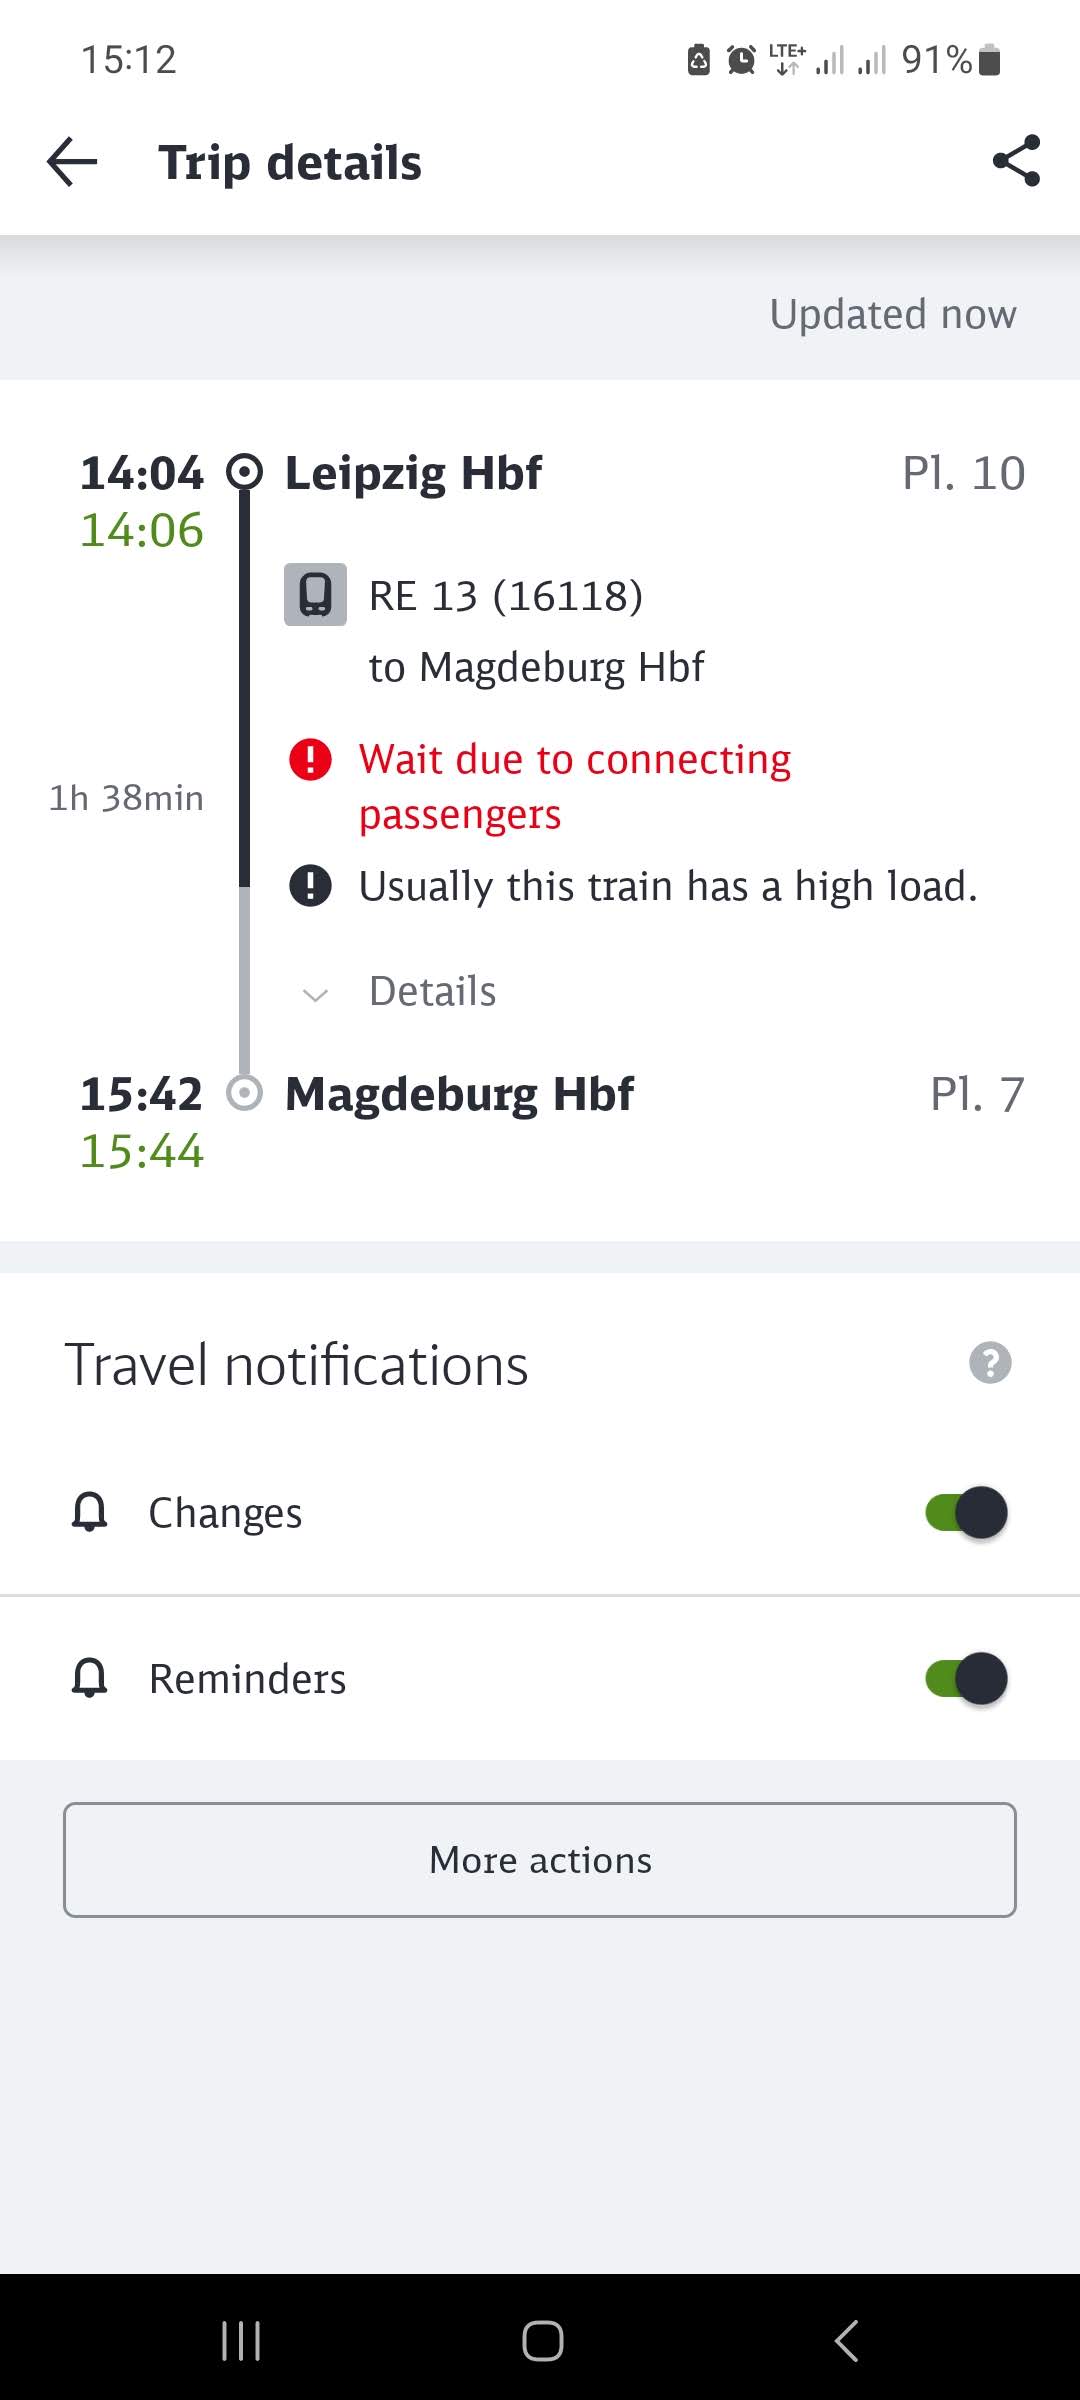 15:12
LTE+
91%
Trip details
Updated now
14:04 Leipzig Hbf Pl. 10
14:06
RE 13 (16118)
to Magdeburg Hbf
Wait due to connecting
passengers
1h 38min
Usually this train has a high load.
Details
15:42 Magdeburg Hbf Pl. 7
15:44
Travel notifications
Changes
Reminders
More actions